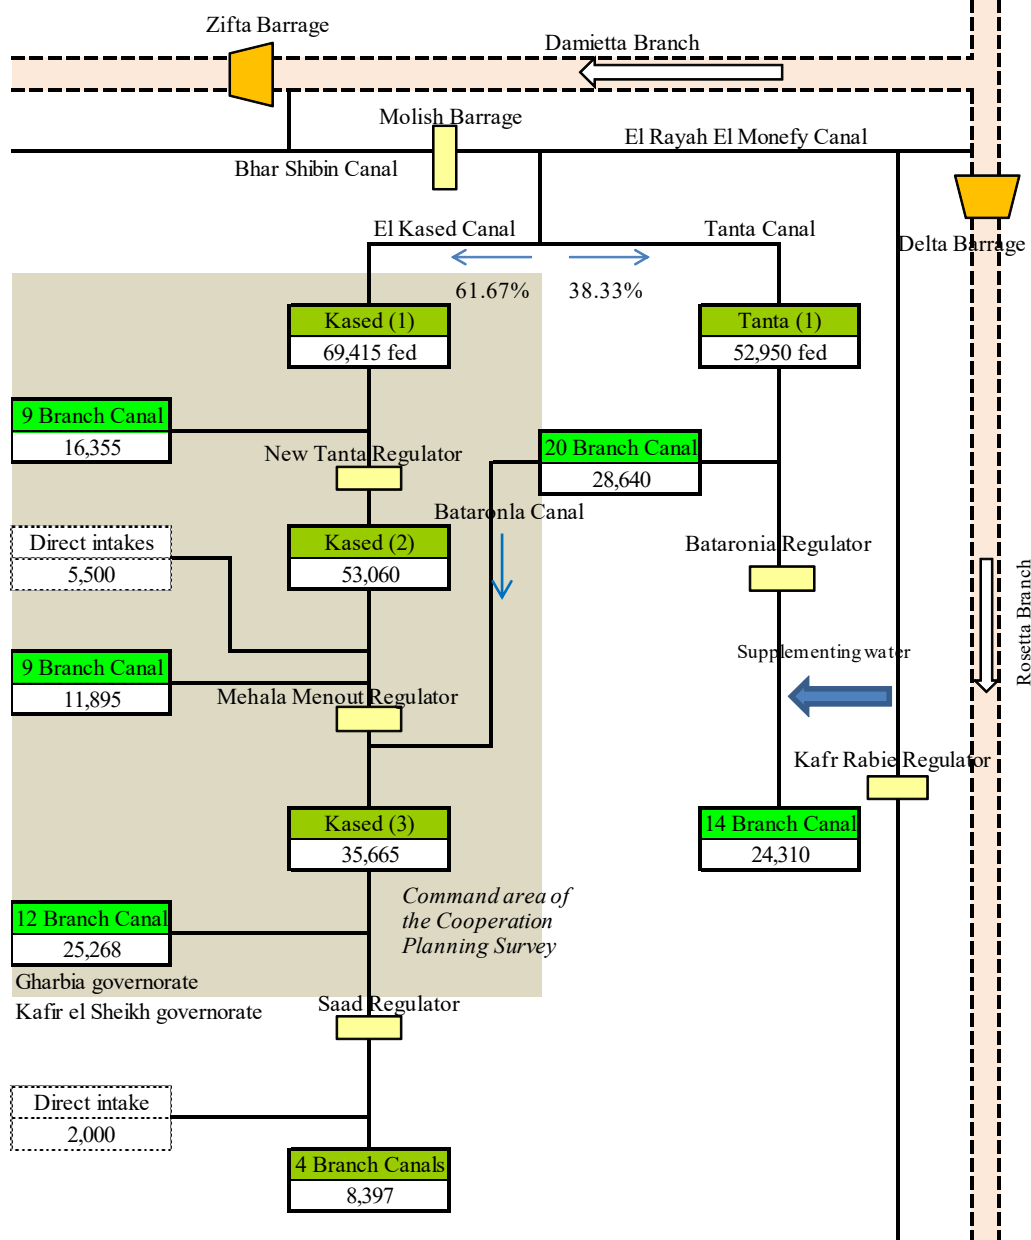 Zifta Barrage
Damietta Branch
Molish Barrage
El Rayah El Monefy Canal
Bhar Shibin Canal
El Kased Canal
Tanta Canal
Delta Barrage
61.67%
38.33%
Kased (1)
69,415 fed
Tanta (1)
52,950 fed
9 Branch Canal
16,355
New Tanta Regulator
20 Branch Canal
28,640
Bataronla Canal
Direct intakes
5,500
Kased (2)
53,060
Bataronia Regulator
Rosetta Branch
Supplementing water
9 Branch Canal
11,895
Mehala Menout Regulator
Kafr Rabie Regulator
Kased (3)
35,665
14 Branch Canal
24,310
Command area of
the Cooperation
Planning Survey
12 Branch Canal
25,268
Gharbia governorate
Kafir el Sheikh governorate
Saad Regulator
Direct intake
2,000
4 Branch Canals
8,397